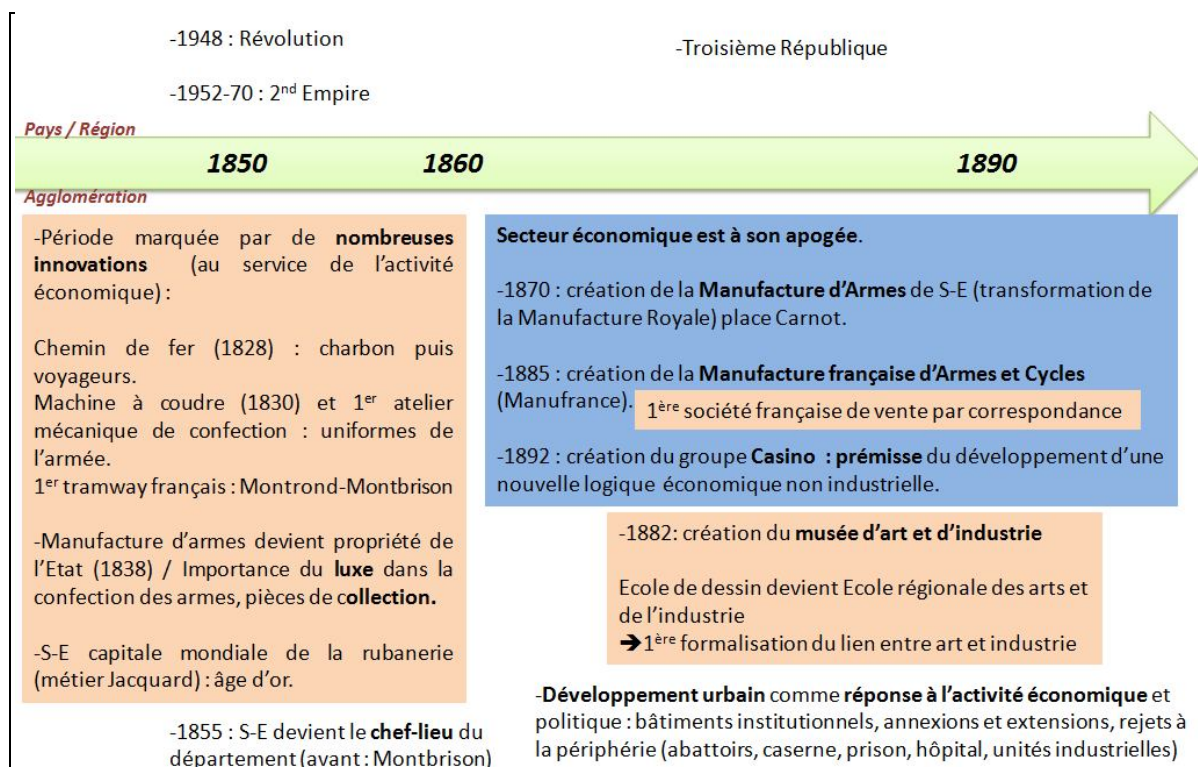 -1948 : Révolution
-Troisième République
-1952-70 : 2nd Empire
Pays / Région
1850
1860
1890
Agglomération
-Période marquée par de nombreuses
innovations (au service de l'activité
économique) :
Chemin de fer (1828) : charbon puis
voyageurs.
Machine à coudre (1830) et 1er atelier
mécanique de confection : uniformes de
l'armée.
1er tramway français : Montrond-Montbrison
-Manufacture d'armes devient propriété de
l'Etat (1838) / Importance du luxe dans la
confection des armes, pièces de collection.
-S-E capitale mondiale de la rubanerie
(métier Jacquard) : âge d'or.
-1855 : S-E devient le chef-lieu du
département (avant : Montbrison)
Secteur économique est à son apogée.
-1870 : création de la Manufacture d'Armes de S-E (transformation de
la Manufacture Royale) place Carnot.
-1885 : création de la Manufacture française d'Armes et Cycles
(Manufrance).
1ère société française de vente par correspondance
-1892 : création du groupe Casino : prémisse du développement d'une
nouvelle logique économique non industrielle.
-1882: création du musée d'art et d'industrie
Ecole de dessin devient Ecole régionale des arts et
de l'industrie
➔1ère formalisation du lien entre art et industrie
-Développement urbain comme réponse à l'activité économique et
politique : bâtiments institutionnels, annexions et extensions, rejets à
la périphérie (abattoirs, caserne, prison, hôpital, unités industrielles)